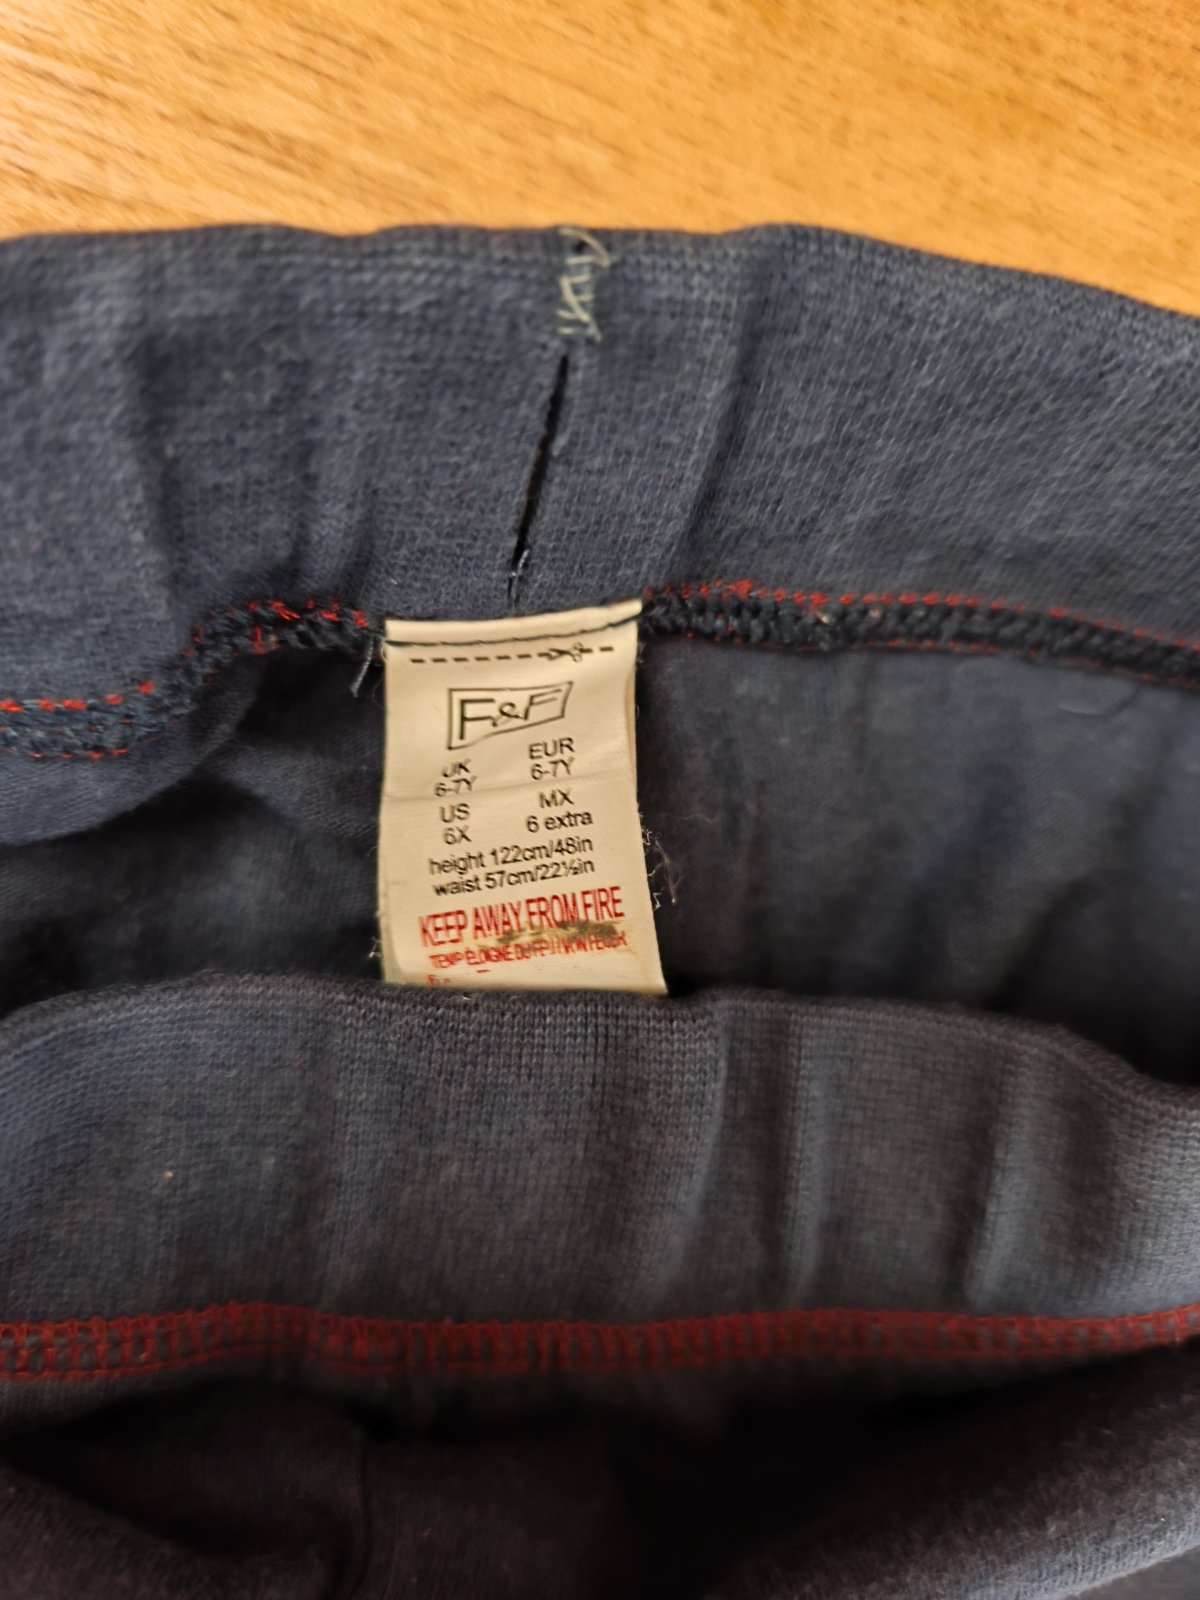 F&F
UK EUR
6-7Y 6-7Y
US MX
6X 6 extra
height 122cm/48in
waist 57cm/22½in
KEEP AWAY FROM FIRE